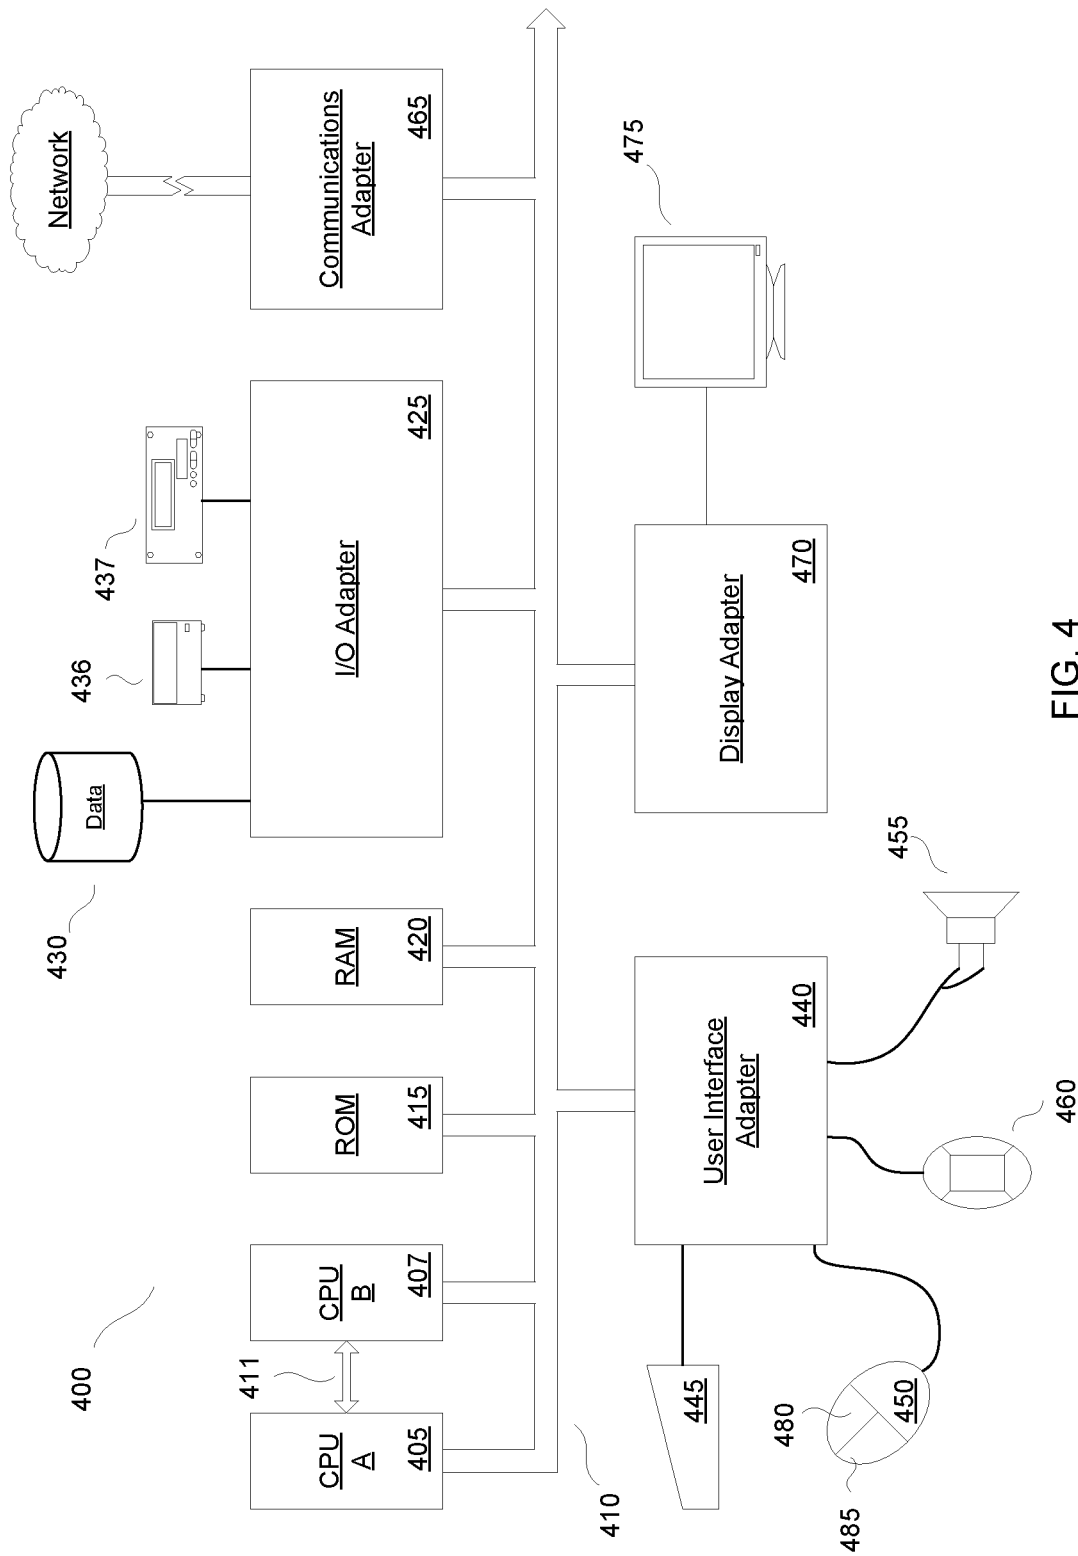 400
CPU
A
405
411
CPU
B
407
ROM
415
RAM
420
430
Data
436
437
I/O Adapter
425
Network
Communications
Adapter
465
410
445
485
480
450
User Interface
Adapter
440
460
455
Display Adapter
470
475
FIG. 4